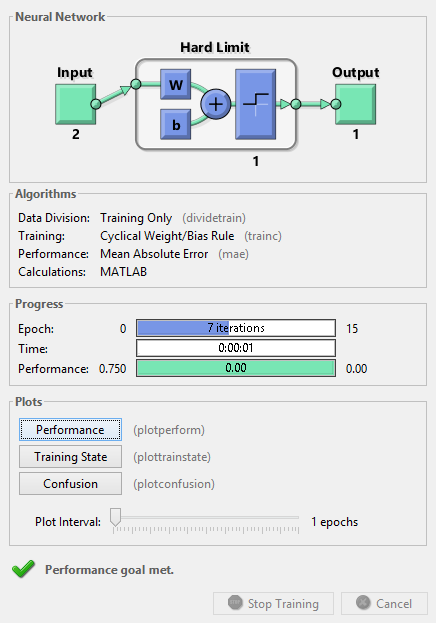 Neural Network
Hard Limit
Input
Output
W
b
+
2
1
1
Algorithms
Data Division: Training Only (dividetrain)
Training: Cyclical Weight/Bias Rule (trainc)
Performance: Mean Absolute Error (mae)
Calculations: MATLAB
Progress
Epoch: 0 7 iterations 15
Time: 0:00:01
Performance: 0.750 0.00 0.00
Plots
Performance (plotperform)
Training State (plottrainstate)
Confusion (plotconfusion)
Plot Interval: 1 epochs
Performance goal met.
Stop Training Cancel